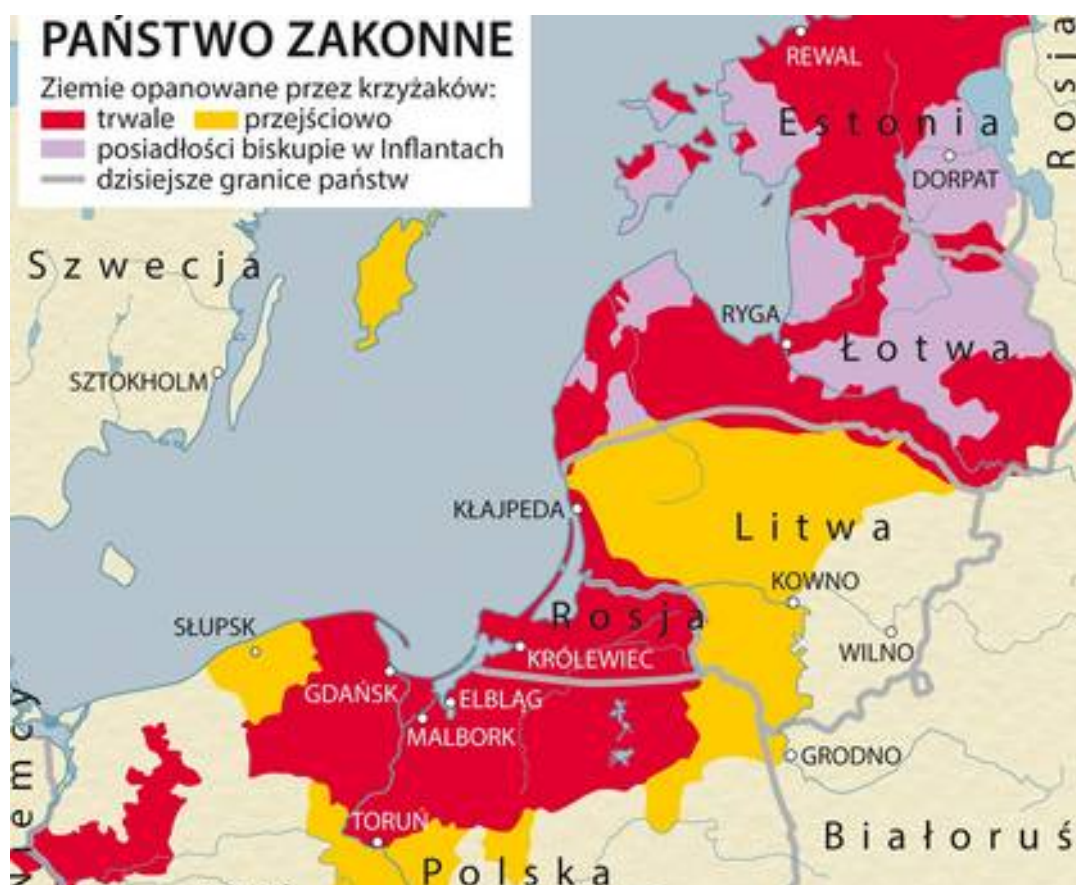 PAŃSTWO ZAKONNE
Ziemie opanowane przez krzyżaków:
trwale przejściowo
posiadłości biskupie w Inflantach
dzisiejsze granice państw
REWAL
Estonia
Rosja
DORPAT
Szwecja
RYGA
Łotwa
SZTOKHOLM
KŁAJPEDA
Litwa
KOWNO
Rosja
SŁUPSK
WILNO
KRÓLEWIEC
GDAŃSK
ELBLĄG
MALBORK
GRODNO
Niemcy
TORUŃ
Białoruś
Polska